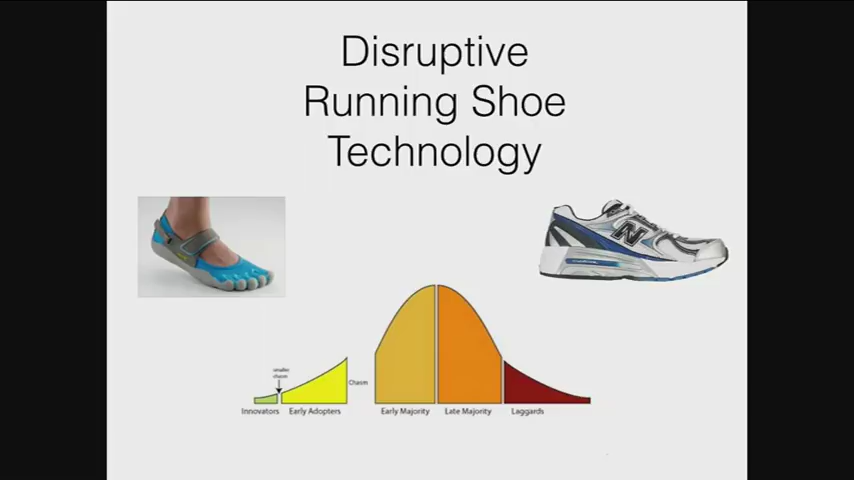 Disruptive
Running Shoe
Technology
N
smaller
chasm
Chasm
Innovators
Early Adopters
Early Majority
Late Majority
Laggards